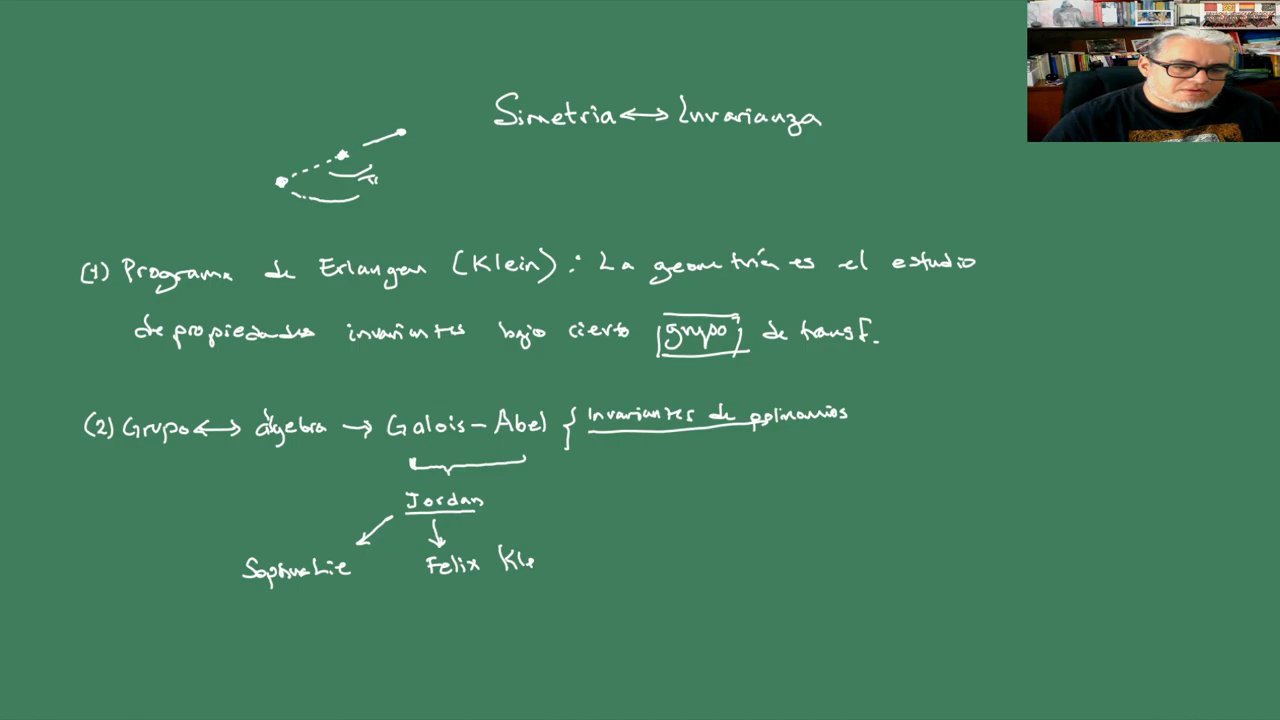 Simetria ↔ Invarianza
π
(1) Programa de Erlangen (Klein): La geometría es el estudio
de propiedades invariantes bajo cierto grupo de transf.
(2) Grupo ↔ álgebra → Galois - Abel { Invariantes de polinomios
Jordan
Sophus Lie Felix Kle